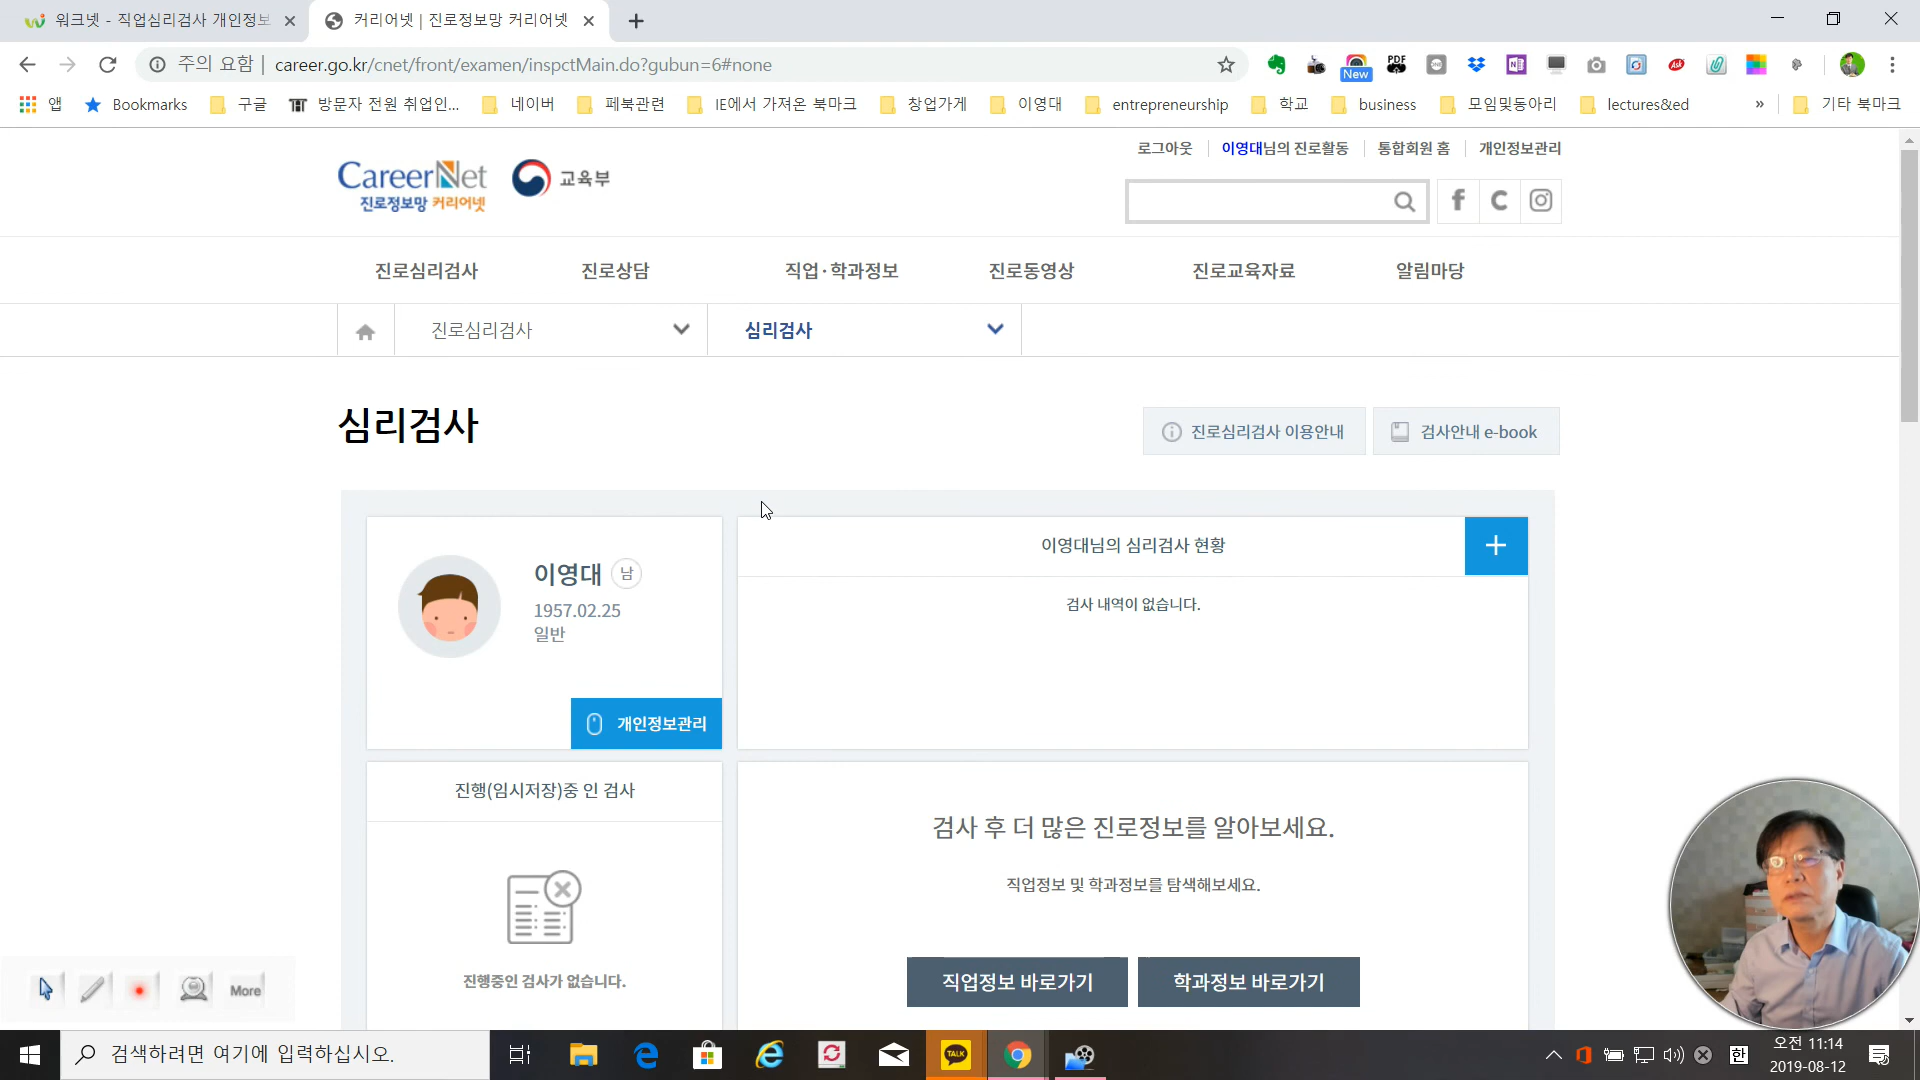 워크넷 - 직업심리검사 개인정보
커리어넷 | 진로정보망 커리어넷
주의 요함 | career.go.kr/cnet/front/examen/inspctMain.do?gubun=6#none
New
PDF
앱
Bookmarks
구글
방문자 전원 취업인...
네이버
페북관련
IE에서 가져온 북마크
창업가게
이영대
entrepreneurship
학교
business
모임및동아리
lectures&ed
»
기타 북마크
로그아웃
이영대님의 진로활동
통합회원 홈
개인정보관리
CareerNet
진로정보망 커리어넷
교육부
진로심리검사
진로상담
직업·학과정보
진로동영상
진로교육자료
알림마당
진로심리검사
심리검사
심리검사
진로심리검사 이용안내
검사안내 e-book
이영대 남
1957.02.25
일반
개인정보관리
이영대님의 심리검사 현황
검사 내역이 없습니다.
진행(임시저장)중 인 검사
진행중인 검사가 없습니다.
검사 후 더 많은 진로정보를 알아보세요.
직업정보 및 학과정보를 탐색해보세요.
직업정보 바로가기
학과정보 바로가기
More
검색하려면 여기에 입력하십시오.
TALK
한
오전 11:14
2019-08-12